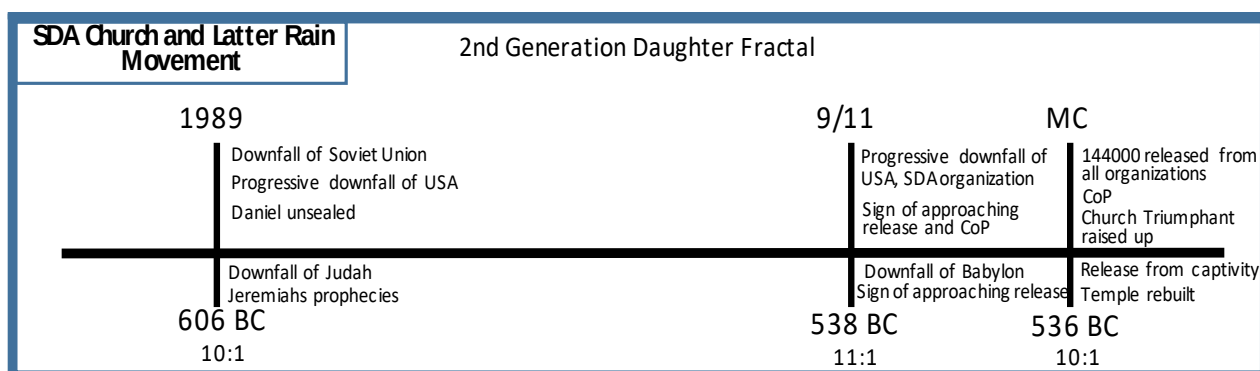 SDA Church and Latter Rain
Movement
2nd Generation Daughter Fractal
1989
Downfall of Soviet Union
Progressive downfall of USA
Daniel unsealed
9/11
Progressive downfall of
USA, SDA organization
Sign of approaching
release and CoP
MC
144000 released from
all organizations
CoP
Church Triumphant
raised up
Downfall of Judah
Jeremiahs prophecies
606 BC
10:1
Downfall of Babylon
Sign of approaching release
538 BC
11:1
Release from captivity
Temple rebuilt
536 BC
10:1